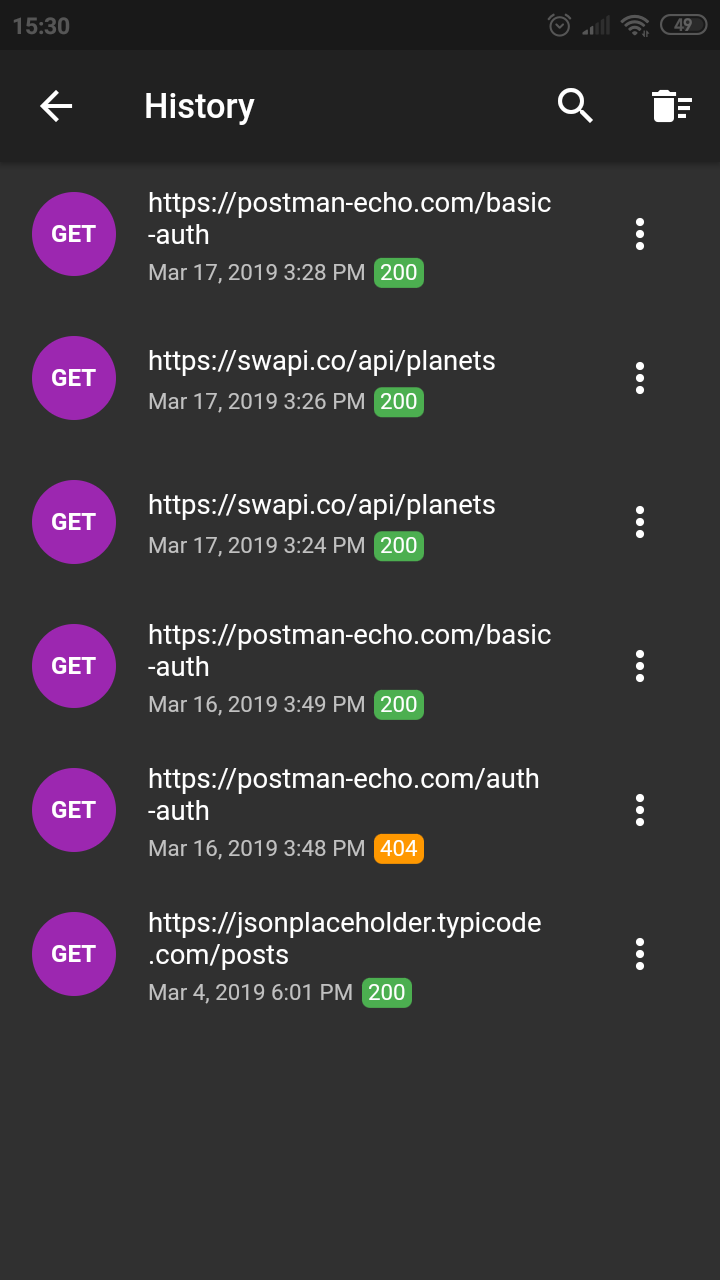 15:30
49
History
GET
https://postman-echo.com/basic
-auth
Mar 17, 2019 3:28 PM 200
GET
https://swapi.co/api/planets
Mar 17, 2019 3:26 PM 200
GET
https://swapi.co/api/planets
Mar 17, 2019 3:24 PM 200
GET
https://postman-echo.com/basic
-auth
Mar 16, 2019 3:49 PM 200
GET
https://postman-echo.com/auth
-auth
Mar 16, 2019 3:48 PM 404
GET
https://jsonplaceholder.typicode
.com/posts
Mar 4, 2019 6:01 PM 200